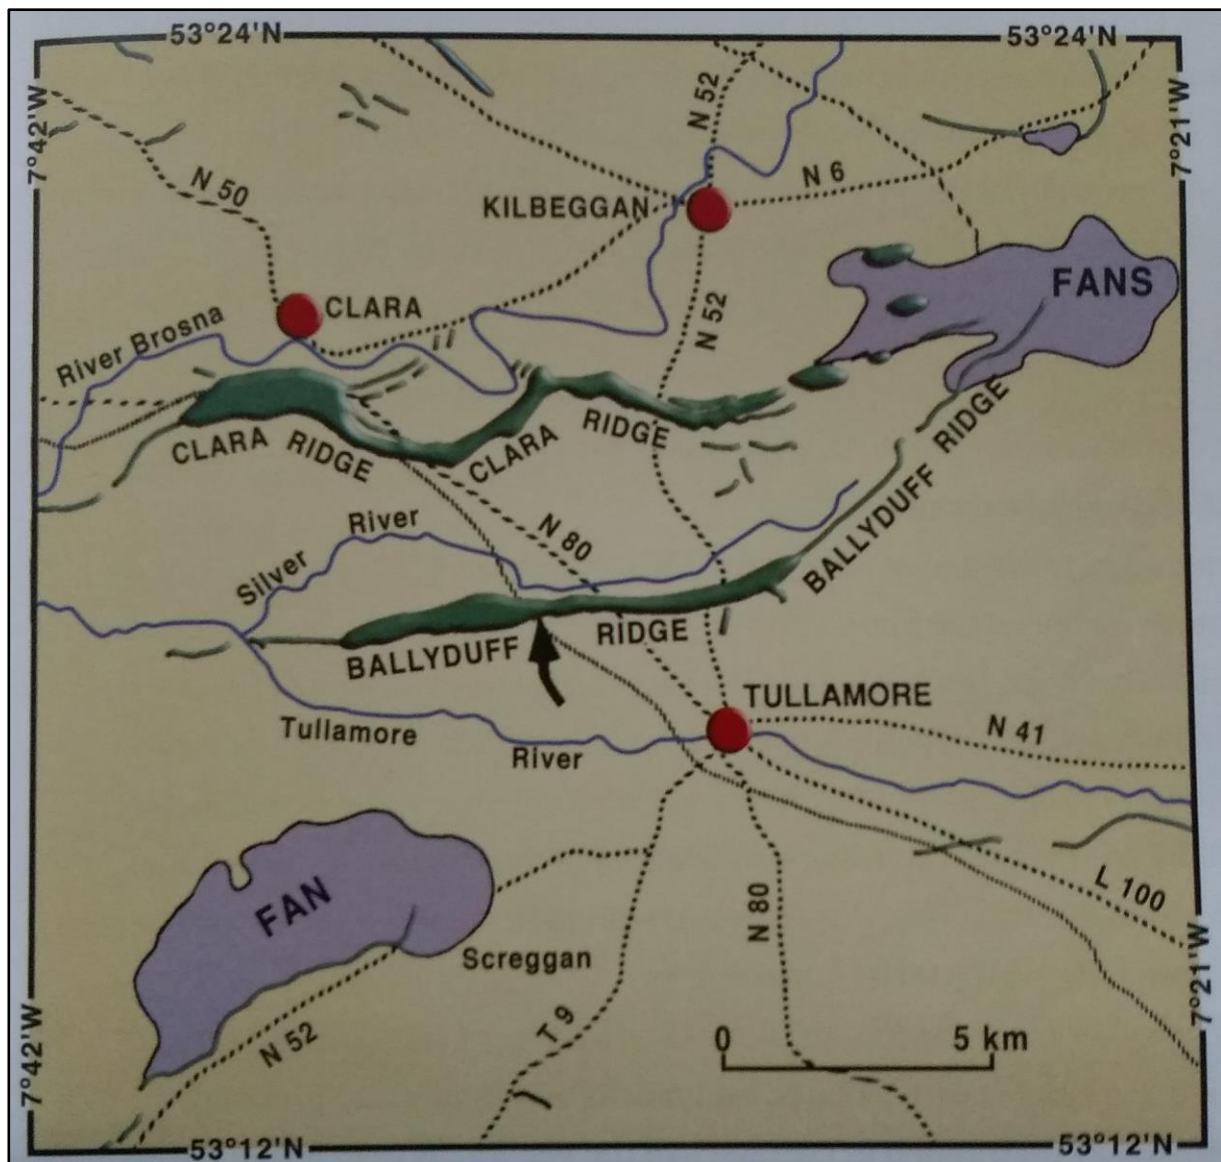 53°24'N
53°24'N
7°42'W
7°21'W
N 52
N 50
N 6
KILBEGGAN
FANS
CLARA
N 52
River Brosna
CLARA RIDGE
CLARA RIDGE
BALLYDUFF RIDGE
N 80
Silver River
BALLYDUFF RIDGE
TULLAMORE
N 41
Tullamore River
FAN
L 100
N 80
Screggan
7°42'W
7°21'W
N 52
T 9
0 5 km
53°12'N
53°12'N